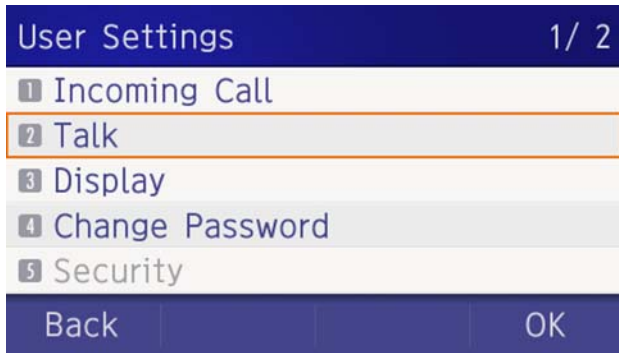 User Settings 1/ 2
1 Incoming Call
2 Talk
3 Display
4 Change Password
5 Security
Back OK